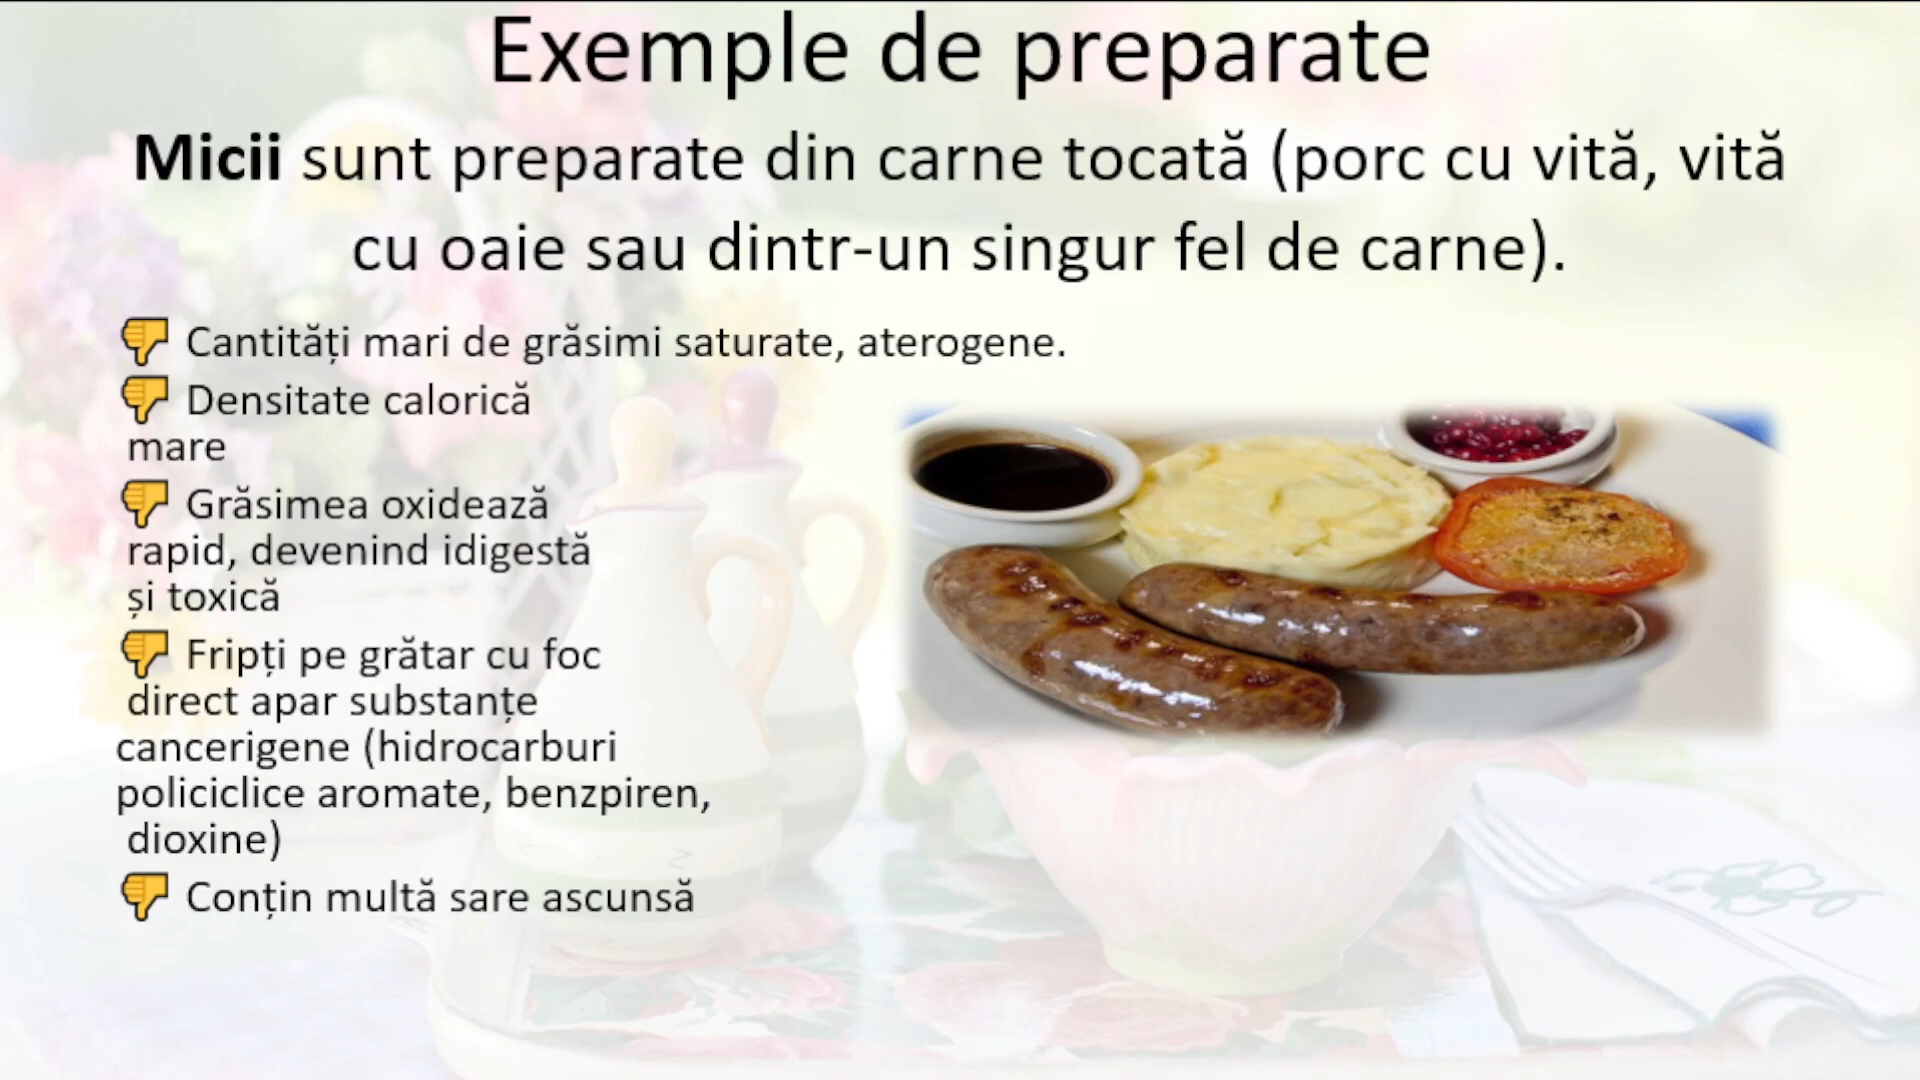 Exemple de preparate
Micii sunt preparate din carne tocată (porc cu vită, vită
cu oaie sau dintr-un singur fel de carne).
👎 Cantități mari de grăsimi saturate, aterogene.
👎 Densitate calorică
mare
👎 Grăsimea oxidează
rapid, devenind idigestă
și toxică
👎 Fripți pe grătar cu foc
direct apar substanțe
cancerigene (hidrocarburi
policiclice aromate, benzpiren,
dioxine)
👎 Conțin multă sare ascunsă